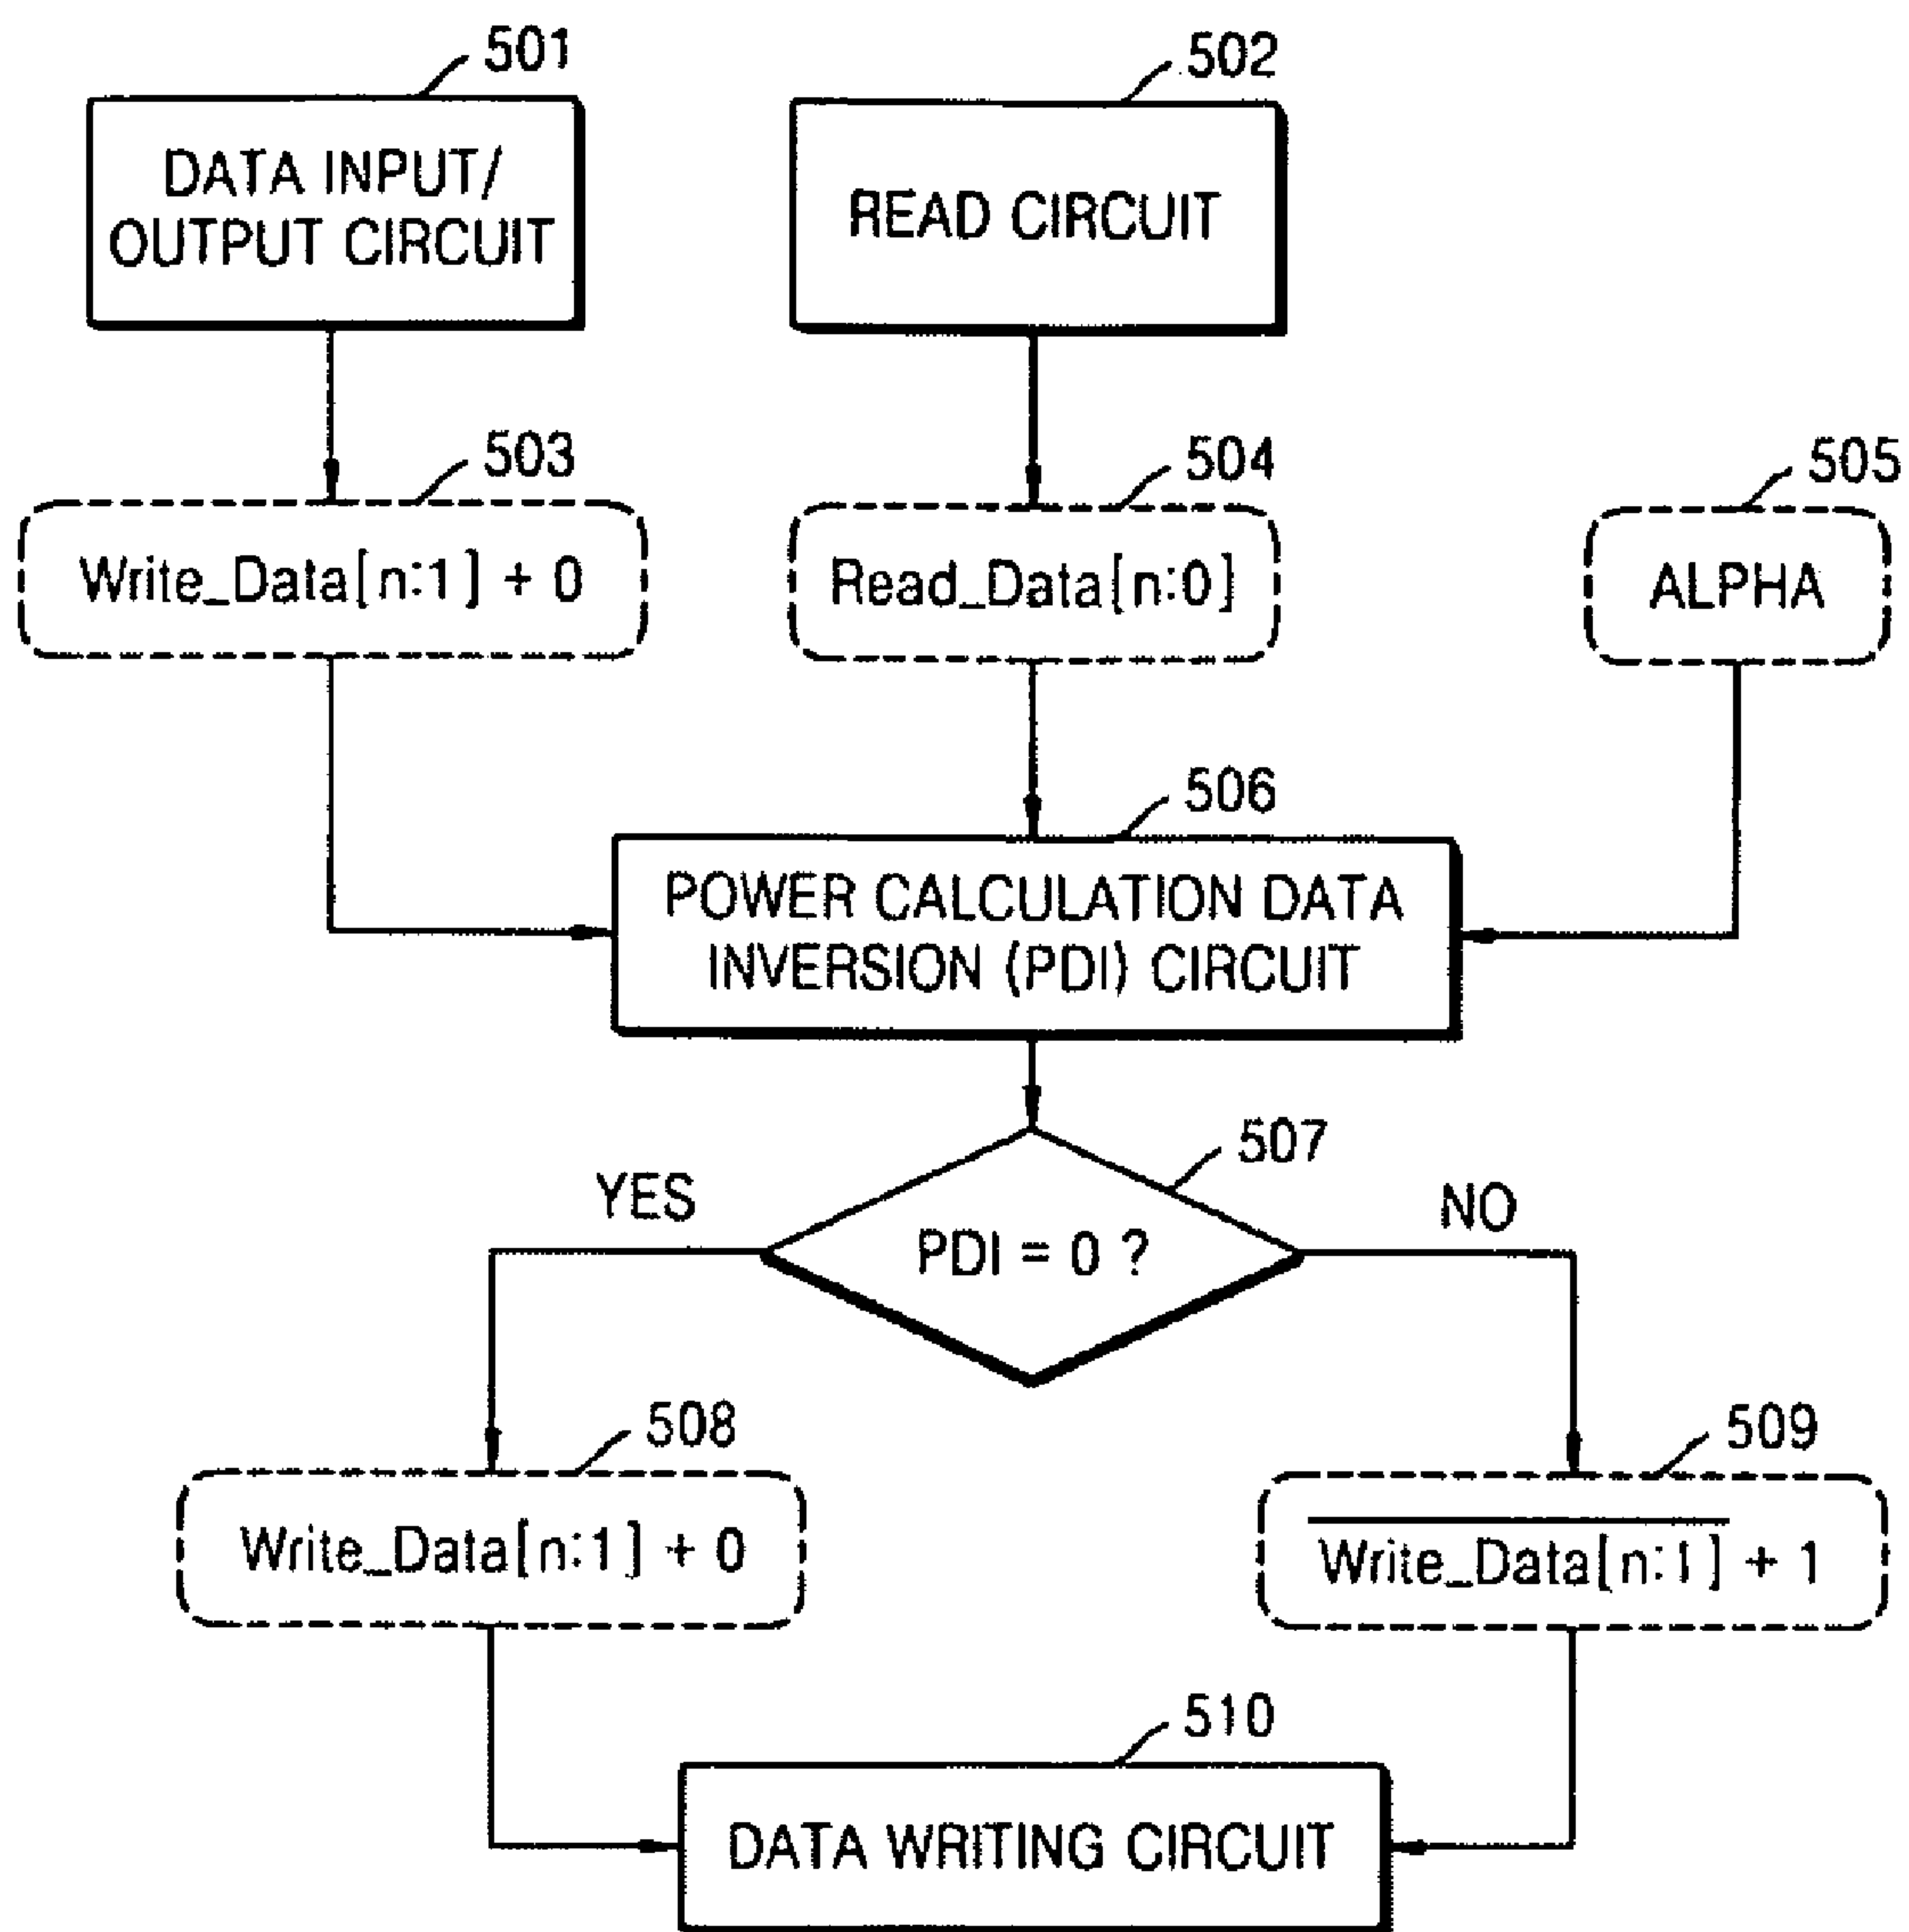 501
502
DATA INPUT/
OUTPUT CIRCUIT
READ CIRCUIT
503
504
505
Write_Data[n:1] + 0
Read_Data[n:0]
ALPHA
506
POWER CALCULATION DATA
INVERSION (PDI) CIRCUIT
507
YES
NO
PDI = 0 ?
508
509
Write_Data[n:1] + 0
Write_Data[n:1] + 1
510
DATA WRITING CIRCUIT